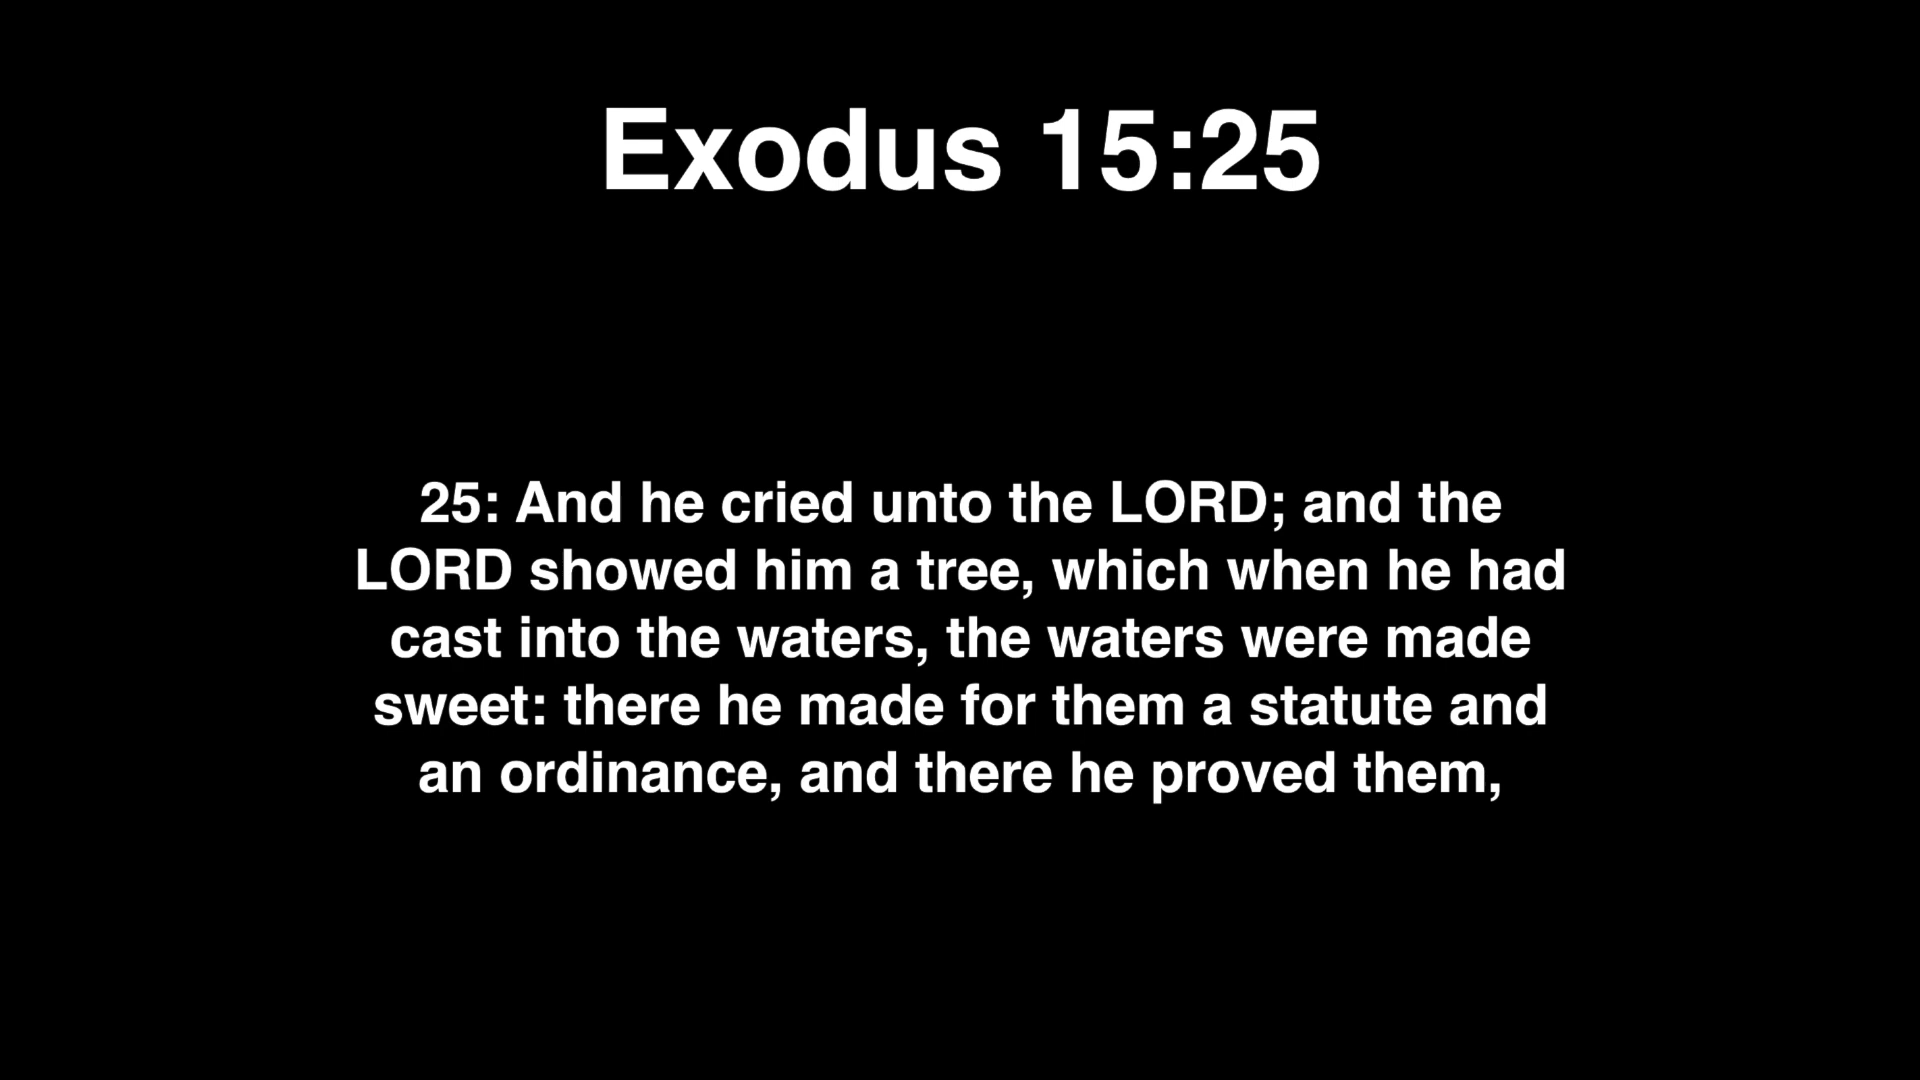 Exodus 15:25
25: And he cried unto the LORD; and the
LORD showed him a tree, which when he had
cast into the waters, the waters were made
sweet: there he made for them a statute and
an ordinance, and there he proved them,